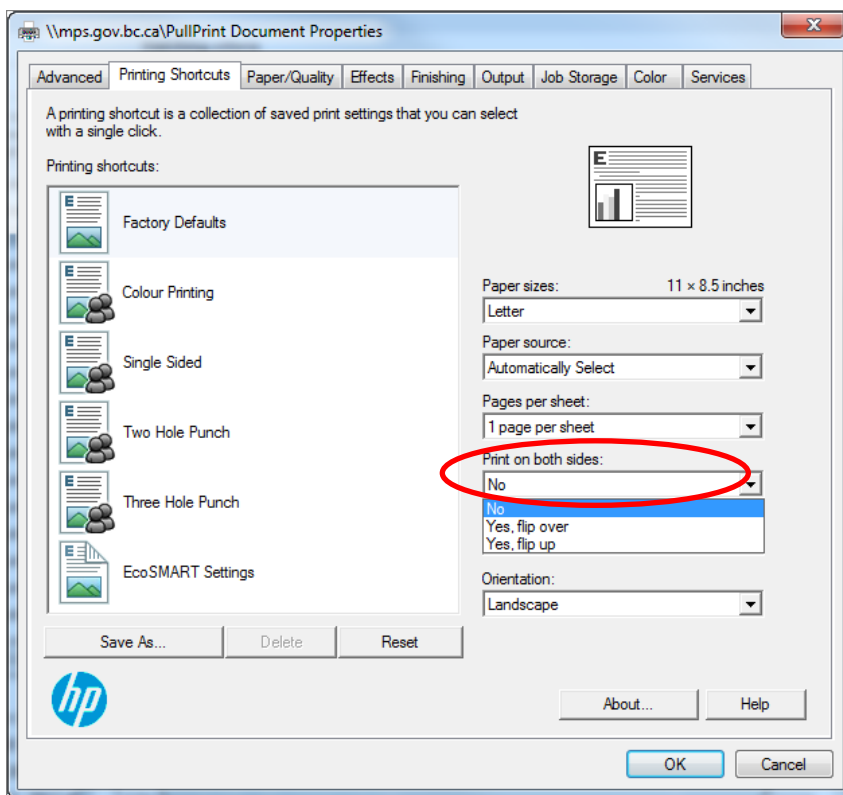 \\mps.gov.bc.ca\PullPrint Document Properties
Advanced Printing Shortcuts Paper/Quality Effects Finishing Output Job Storage Color Services
A printing shortcut is a collection of saved print settings that you can select
with a single click.
Printing shortcuts:
E
E
Factory Defaults
E
Colour Printing
E
Single Sided
E
Two Hole Punch
E
Three Hole Punch
E
EcoSMART Settings
Paper sizes: 11 × 8.5 inches
Letter
Paper source:
Automatically Select
Pages per sheet:
1 page per sheet
Print on both sides:
No
No
Yes, flip over
Yes, flip up
Orientation:
Landscape
Save As... Delete Reset
hp
About... Help
OK Cancel